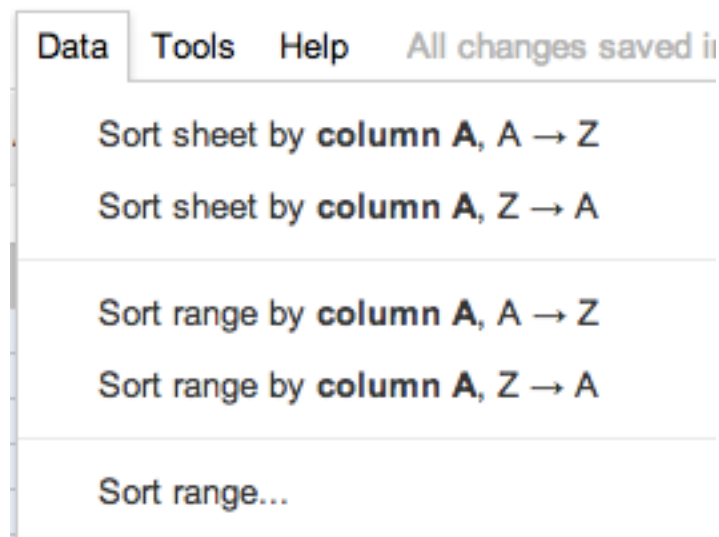 Data Tools Help All changes saved
Sort sheet by column A, A → Z
Sort sheet by column A, Z → A
Sort range by column A, A → Z
Sort range by column A, Z → A
Sort range...